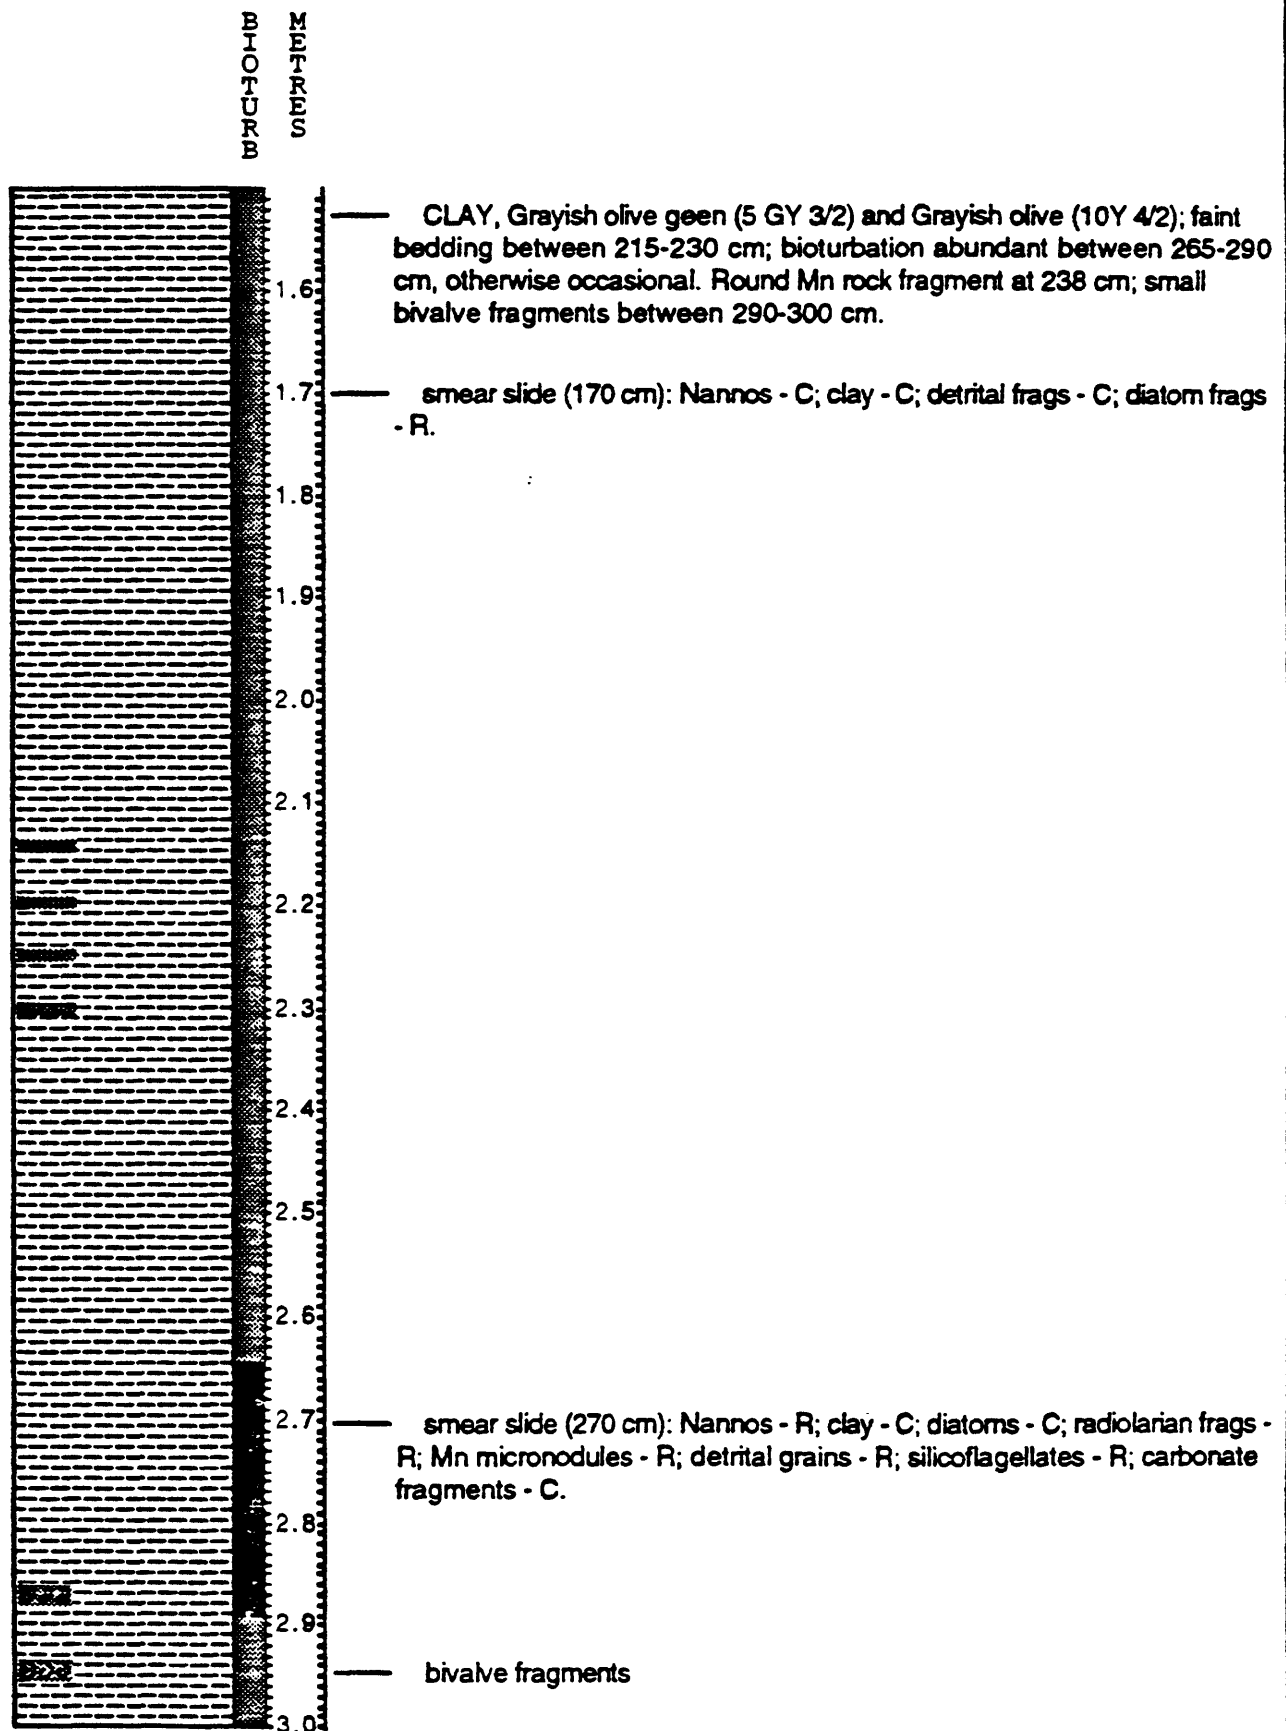 BIOTURB
METRES
CLAY, Grayish olive geen (5 GY 3/2) and Grayish olive (10Y 4/2); faint
bedding between 215-230 cm; bioturbation abundant between 265-290
cm, otherwise occasional. Round Mn rock fragment at 238 cm; small
bivalve fragments between 290-300 cm.
1.6
1.7
smear slide (170 cm): Nannos - C; clay - C; detrital frags - C; diatom frags
- R.
1.8
1.9
2.0
2.1
2.2
2.3
2.4
2.5
2.6
2.7
smear slide (270 cm): Nannos - R; clay - C; diatoms - C; radiolarian frags -
R; Mn micronodules - R; detrital grains - R; silicoflagellates - R; carbonate
fragments - C.
2.8
2.9
bivalve fragments
3.0